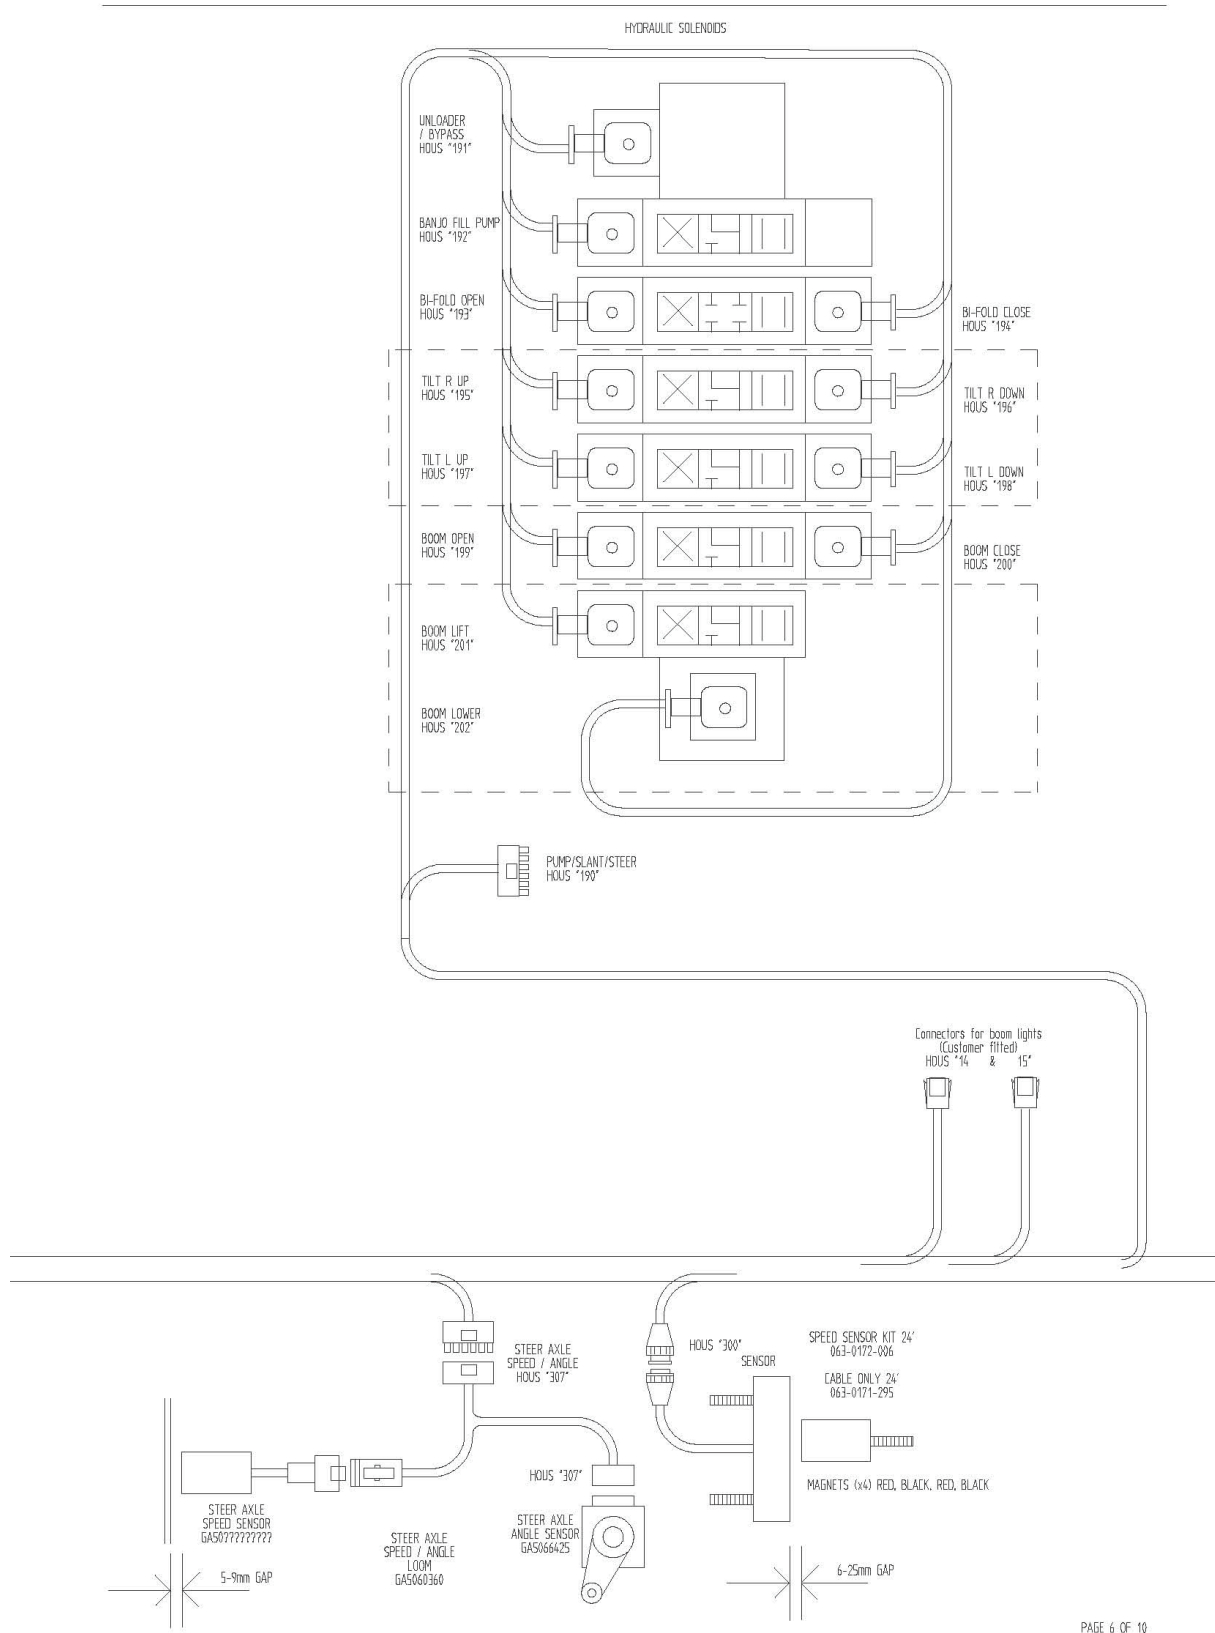 HYDRAULIC SOLENOIDS
UNLOADER
/ BYPASS
HOUS "191"
BANJO FILL PUMP
HOUS "192"
BI-FOLD OPEN
HOUS "193"
BI-FOLD CLOSE
HOUS "194"
TILT R UP
HOUS "195"
TILT R DOWN
HOUS "196"
TILT L UP
HOUS "197"
TILT L DOWN
HOUS "198"
BOOM OPEN
HOUS "199"
BOOM CLOSE
HOUS "200"
BOOM LIFT
HOUS "201"
BOOM LOWER
HOUS "202"
PUMP/SLANT/STEER
HOUS "190"
Connectors for boom lights
(Customer fitted)
HOUS "14 & 15"
STEER AXLE
SPEED / ANGLE
HOUS "307"
HOUS "300"
SENSOR
SPEED SENSOR KIT 24'
063-0172-006
CABLE ONLY 24'
063-0171-295
MAGNETS (x4) RED, BLACK, RED, BLACK
HOUS "307"
STEER AXLE
SPEED SENSOR
GA50?????????
STEER AXLE
ANGLE SENSOR
GA5066425
STEER AXLE
SPEED / ANGLE
LOOM
GA5060360
5-9mm GAP
6-25mm GAP
PAGE 6 OF 10